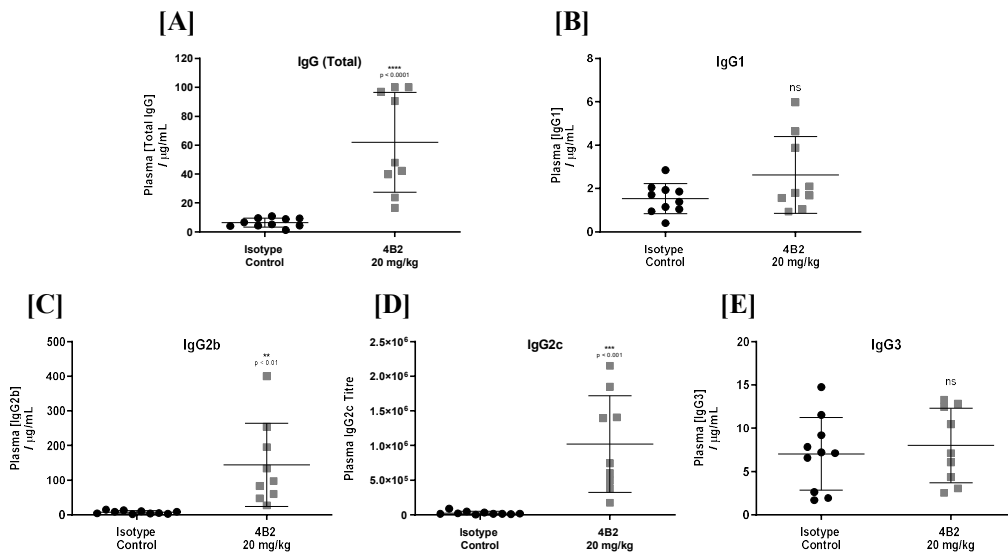 [A]
IgG (Total)
Plasma [Total IgG]
/ µg/mL
120
100
80
60
40
20
0
****
p < 0.0001
Isotype
Control
4B2
20 mg/kg
[B]
IgG1
Plasma [IgG1]
/ µg/mL
8
6
4
2
0
ns
Isotype
Control
4B2
20 mg/kg
[C]
IgG2b
Plasma [IgG2b]
/ µg/mL
500
400
300
200
100
0
**
p < 0.01
Isotype
Control
4B2
20 mg/kg
[D]
IgG2c
Plasma IgG2c Titre
2.5×10⁶
2.0×10⁶
1.5×10⁶
1.0×10⁶
5.0×10⁵
0
***
p < 0.001
Isotype
Control
4B2
20 mg/kg
[E]
IgG3
Plasma [IgG3]
/ µg/mL
20
15
10
5
0
ns
Isotype
Control
4B2
20 mg/kg